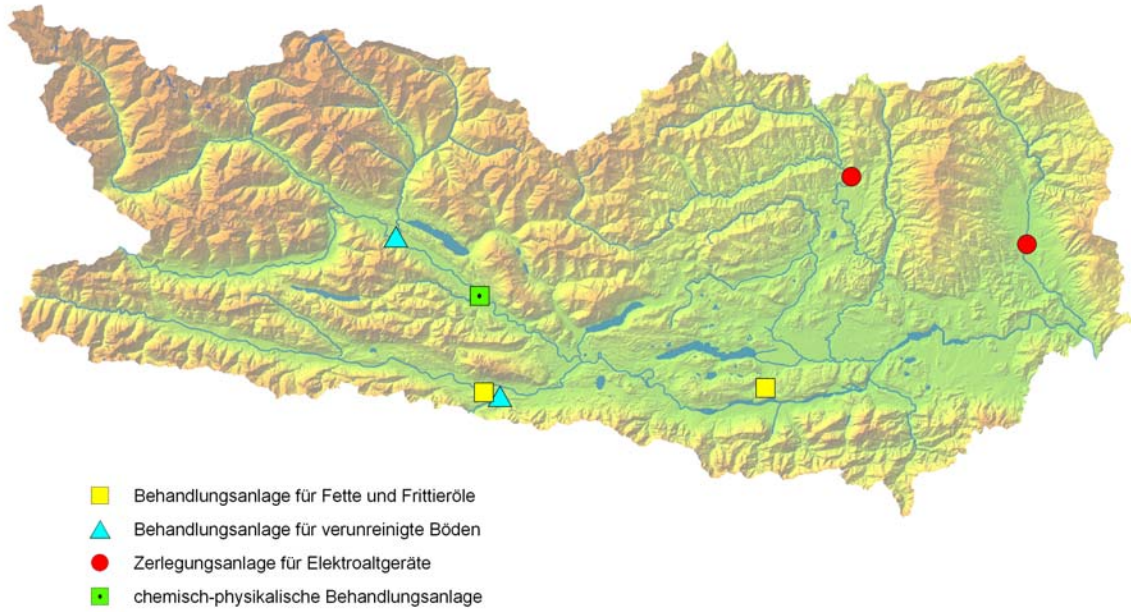 Behandlungsanlage für Fette und Frittieröle
Behandlungsanlage für verunreinigte Böden
Zerlegungsanlage für Elektroaltgeräte
chemisch-physikalische Behandlungsanlage